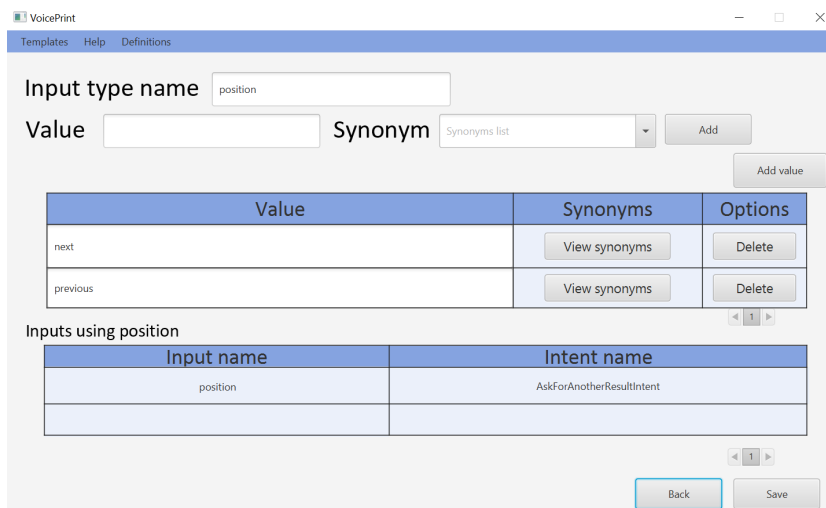 VoicePrint
Templates Help Definitions
Input type name position
Value Synonym Synonyms list Add
Add value
Value Synonyms Options
next View synonyms Delete
previous View synonyms Delete
1
Inputs using position
Input name Intent name
position AskForAnotherResultIntent
1
Back Save